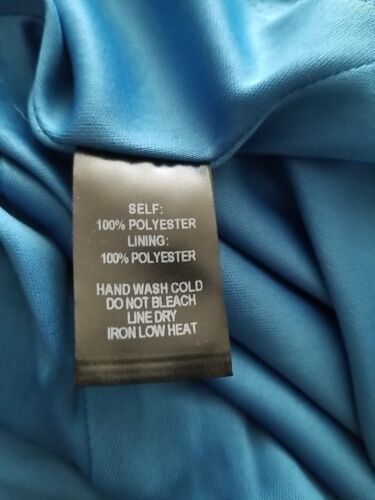 SELF:
100% POLYESTER
LINING:
100% POLYESTER
HAND WASH COLD
DO NOT BLEACH
LINE DRY
IRON LOW HEAT